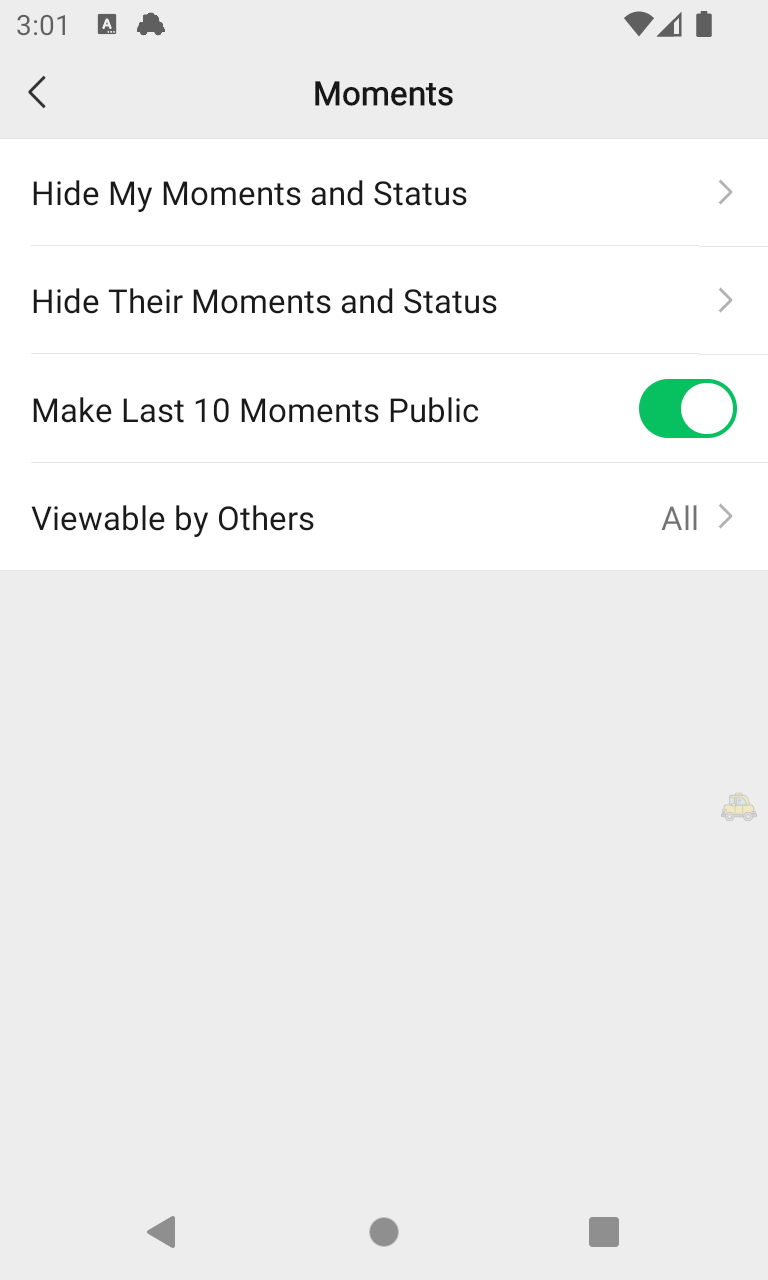 3:01
Moments
Hide My Moments and Status
Hide Their Moments and Status
Make Last 10 Moments Public
Viewable by Others All